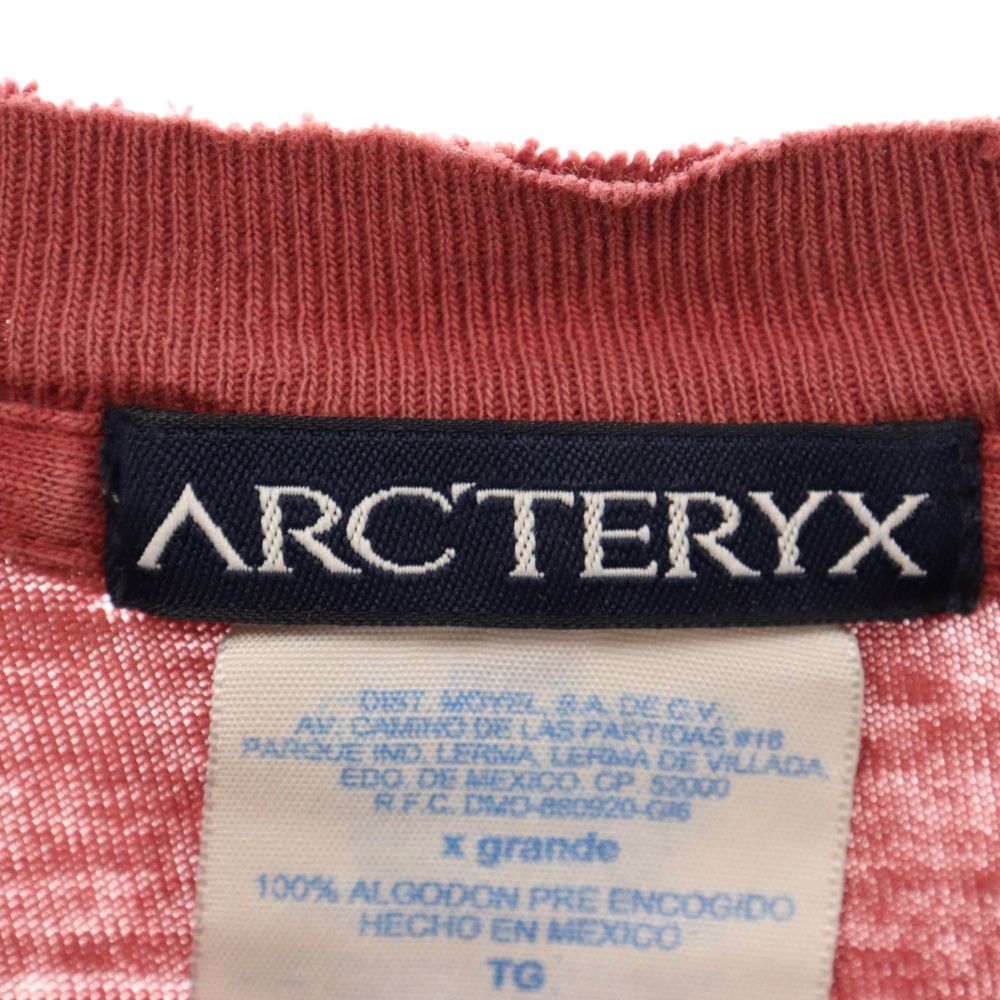 ARC'TERYX
DIST. MOYEL, S.A. DE C.V.
AV. CAMINO DE LAS PARTIDAS #18
PARQUE IND. LERMA, LERMA DE VILLADA,
EDO. DE MEXICO. CP. 52000
R.F.C. DMO-880920-GI6
x grande
100% ALGODON PRE ENCOGIDO
HECHO EN MEXICO
TG